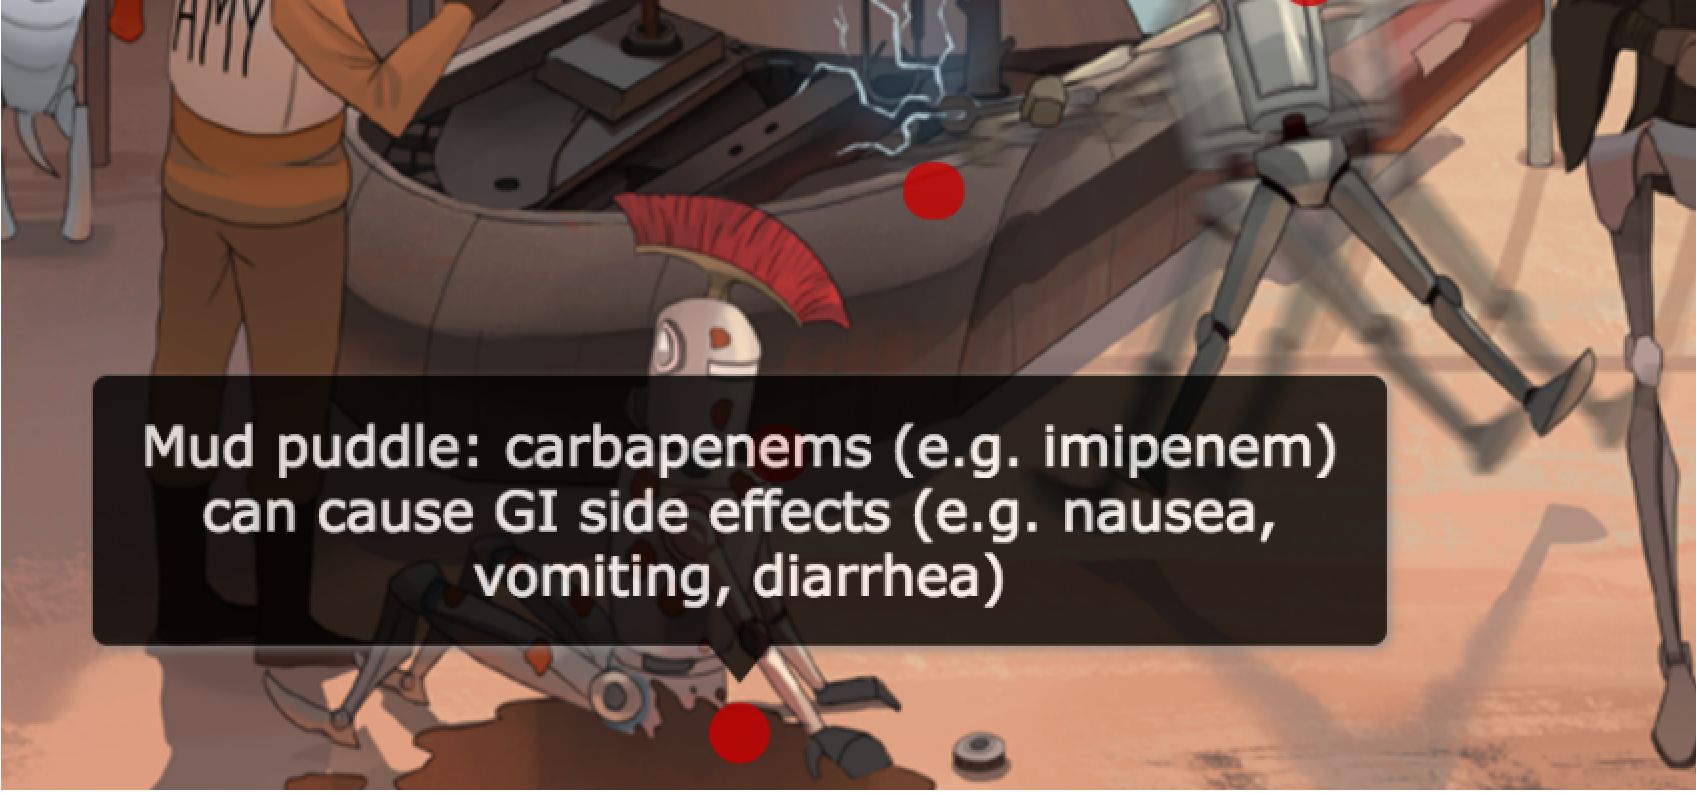 AMY
Mud puddle: carbapenems (e.g. imipenem)
can cause GI side effects (e.g. nausea,
vomiting, diarrhea)